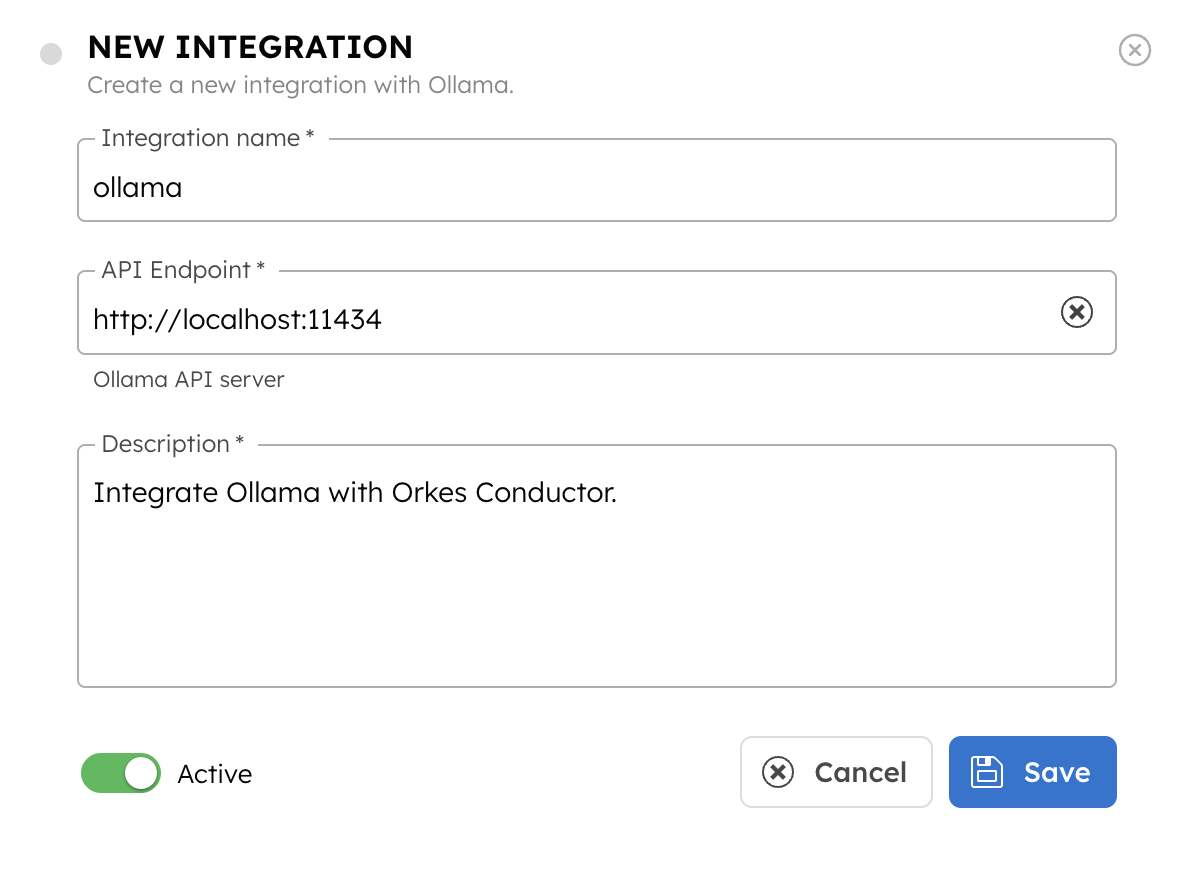 NEW INTEGRATION
Create a new integration with Ollama.
Integration name *
ollama
API Endpoint *
http://localhost:11434
Ollama API server
Description *
Integrate Ollama with Orkes Conductor.
Active
Cancel
Save